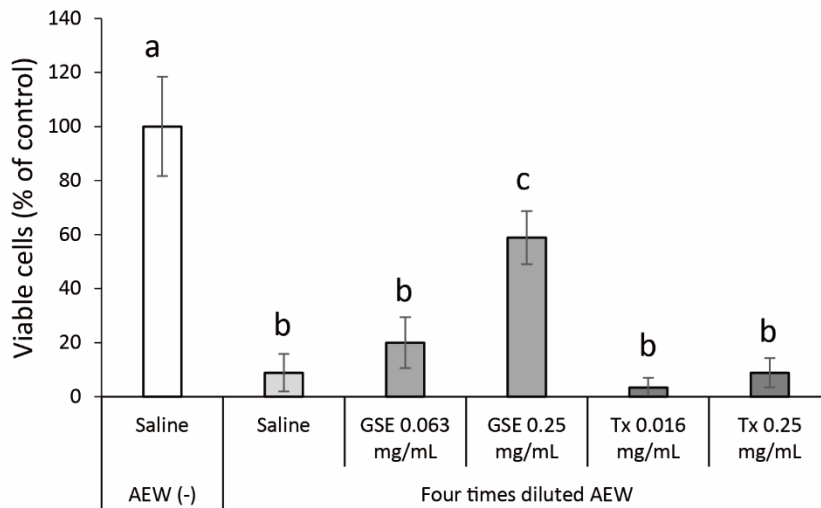 Viable cells (% of control)
140
120
100
80
60
40
20
0
a
b
b
c
b
b
Saline
Saline
GSE 0.063
mg/mL
GSE 0.25
mg/mL
Tx 0.016
mg/mL
Tx 0.25
mg/mL
AEW (-)
Four times diluted AEW